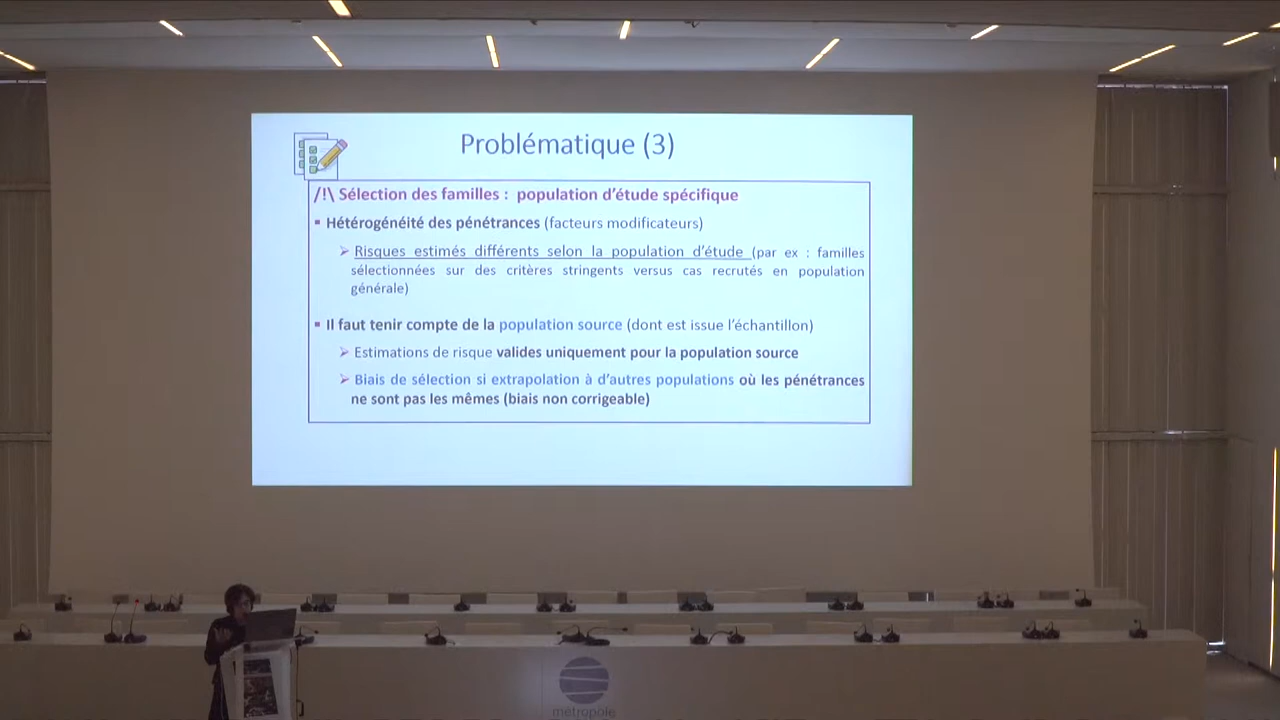 Problématique (3)
/!\ Sélection des familles : population d’étude spécifique
▪ Hétérogénéité des pénétrances (facteurs modificateurs)
➢ Risques estimés différents selon la population d’étude (par ex : familles
sélectionnées sur des critères stringents versus cas recrutés en population
générale)
▪ Il faut tenir compte de la population source (dont est issue l’échantillon)
➢ Estimations de risque valides uniquement pour la population source
➢ Biais de sélection si extrapolation à d’autres populations où les pénétrances
ne sont pas les mêmes (biais non corrigeable)
métropole